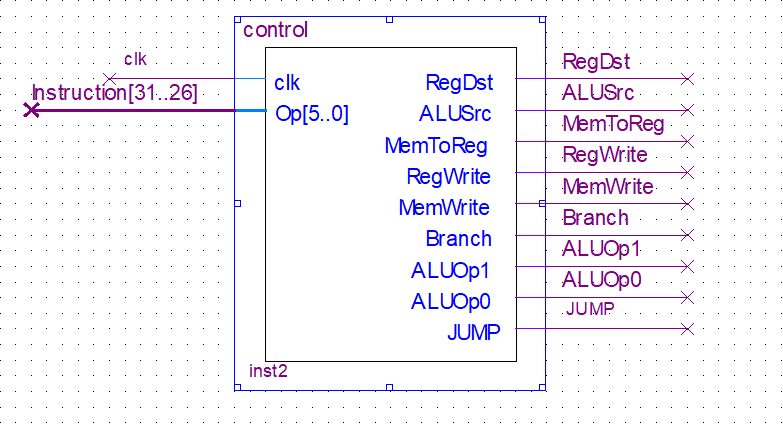 control
clk
clk
Instruction[31..26]
Op[5..0]
RegDst
RegDst
ALUSrc
ALUSrc
MemToReg
MemToReg
RegWrite
RegWrite
MemWrite
MemWrite
Branch
Branch
ALUOp1
ALUOp1
ALUOp0
ALUOp0
JUMP
JUMP
inst2